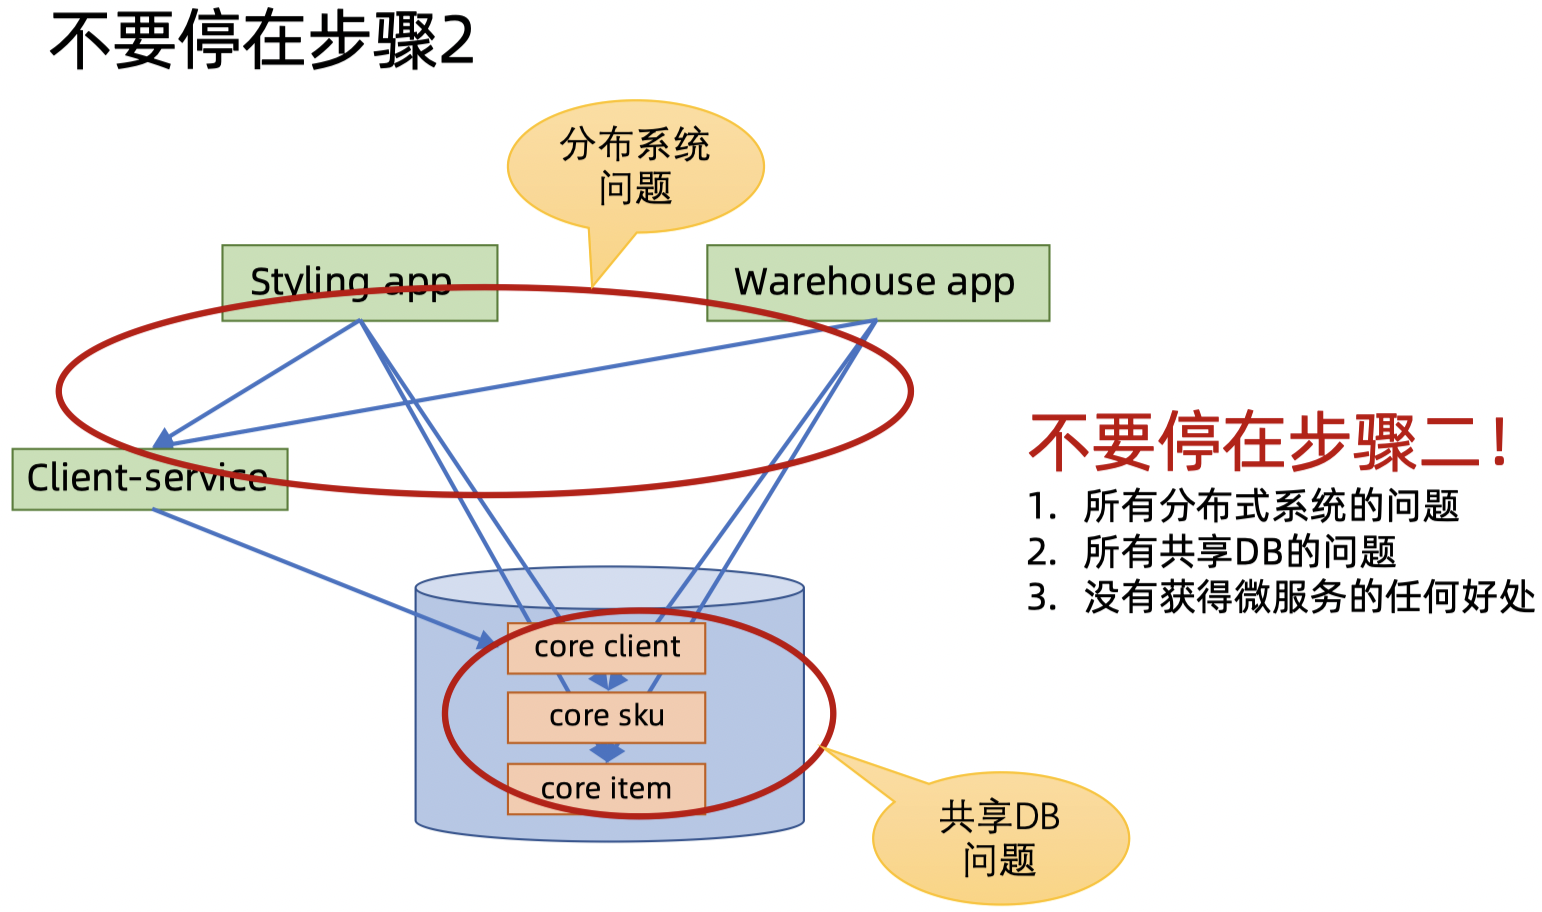 不要停在步骤2
分布系统
问题
Styling app
Warehouse app
Client-service
core client
core sku
core item
共享DB
问题
不要停在步骤二！
1. 所有分布式系统的问题
2. 所有共享DB的问题
3. 没有获得微服务的任何好处